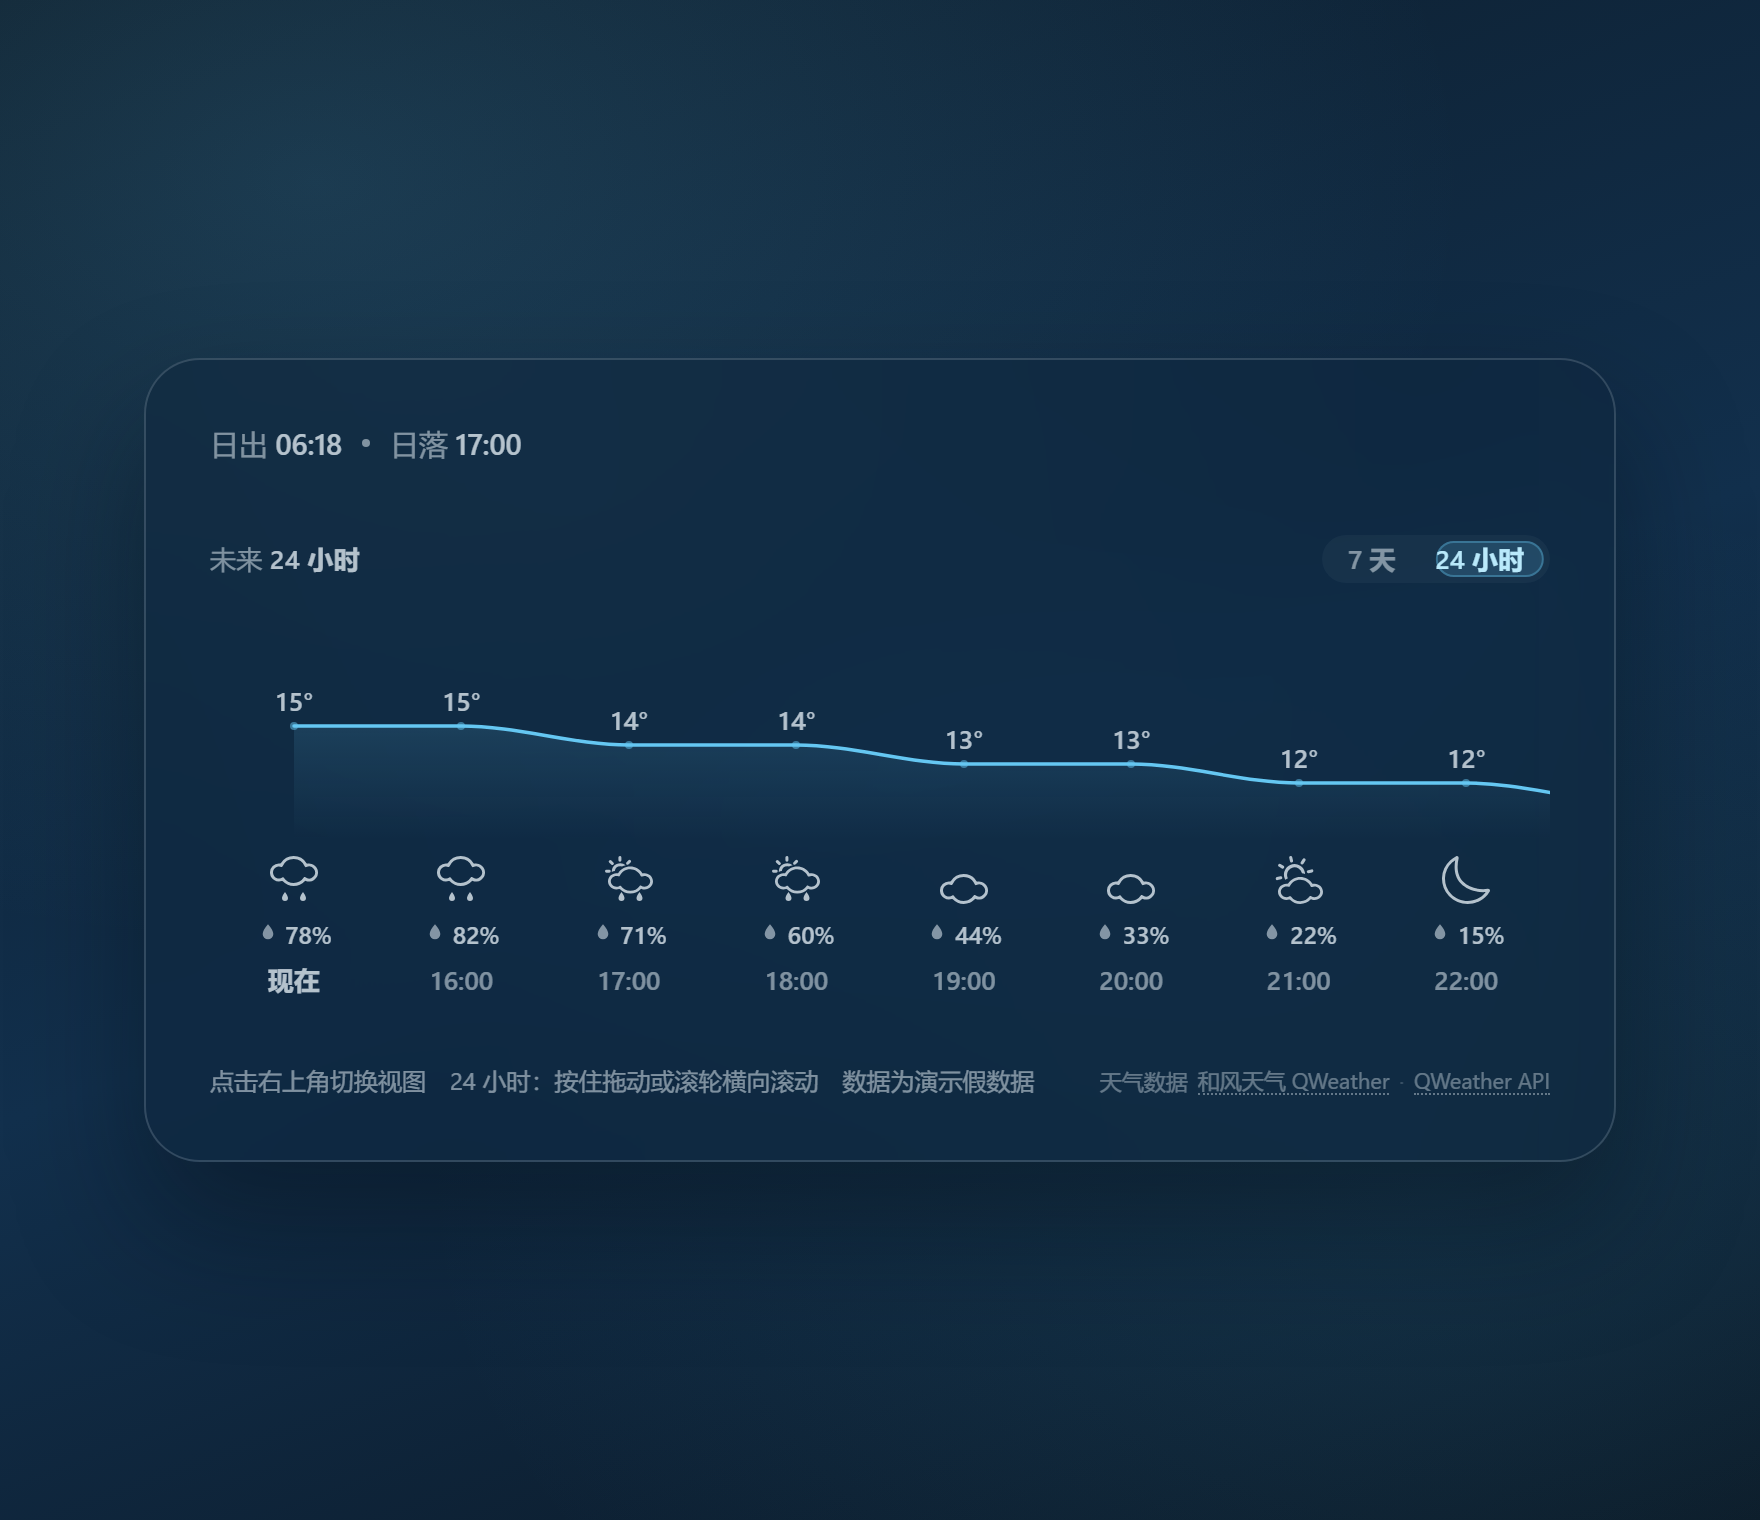 日出 06:18 • 日落 17:00
未来 24 小时
7 天 24 小时
15° 15° 14° 14° 13° 13° 12° 12°
78% 82% 71% 60% 44% 33% 22% 15%
现在 16:00 17:00 18:00 19:00 20:00 21:00 22:00
点击右上角切换视图 24 小时：按住拖动或滚轮横向滚动 数据为演示假数据
天气数据 和风天气 QWeather · QWeather API